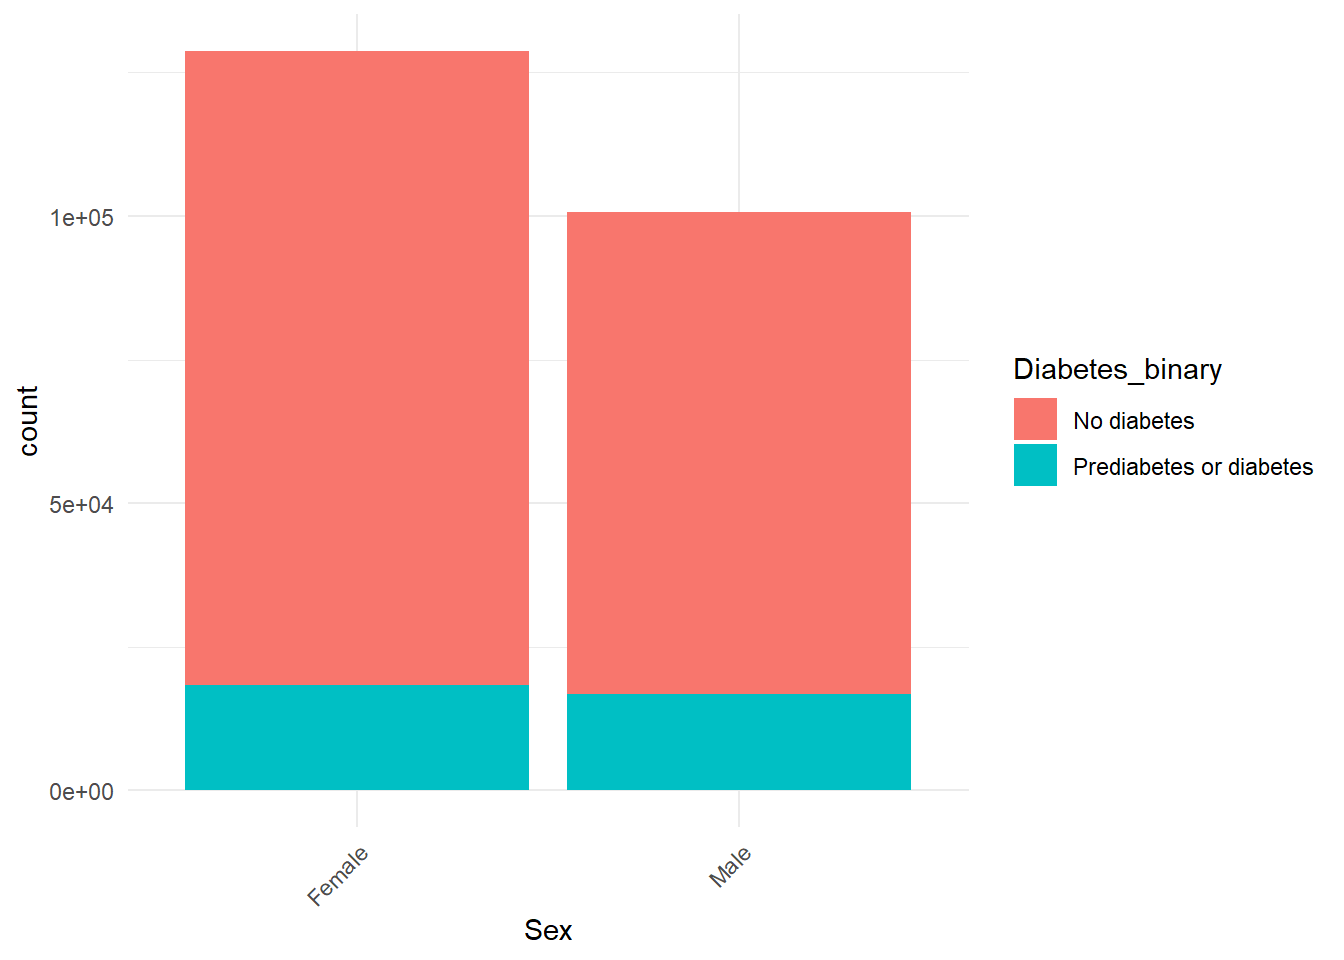 1e+05
5e+04
0e+00
count
Female
Male
Sex
Diabetes_binary
No diabetes
Prediabetes or diabetes